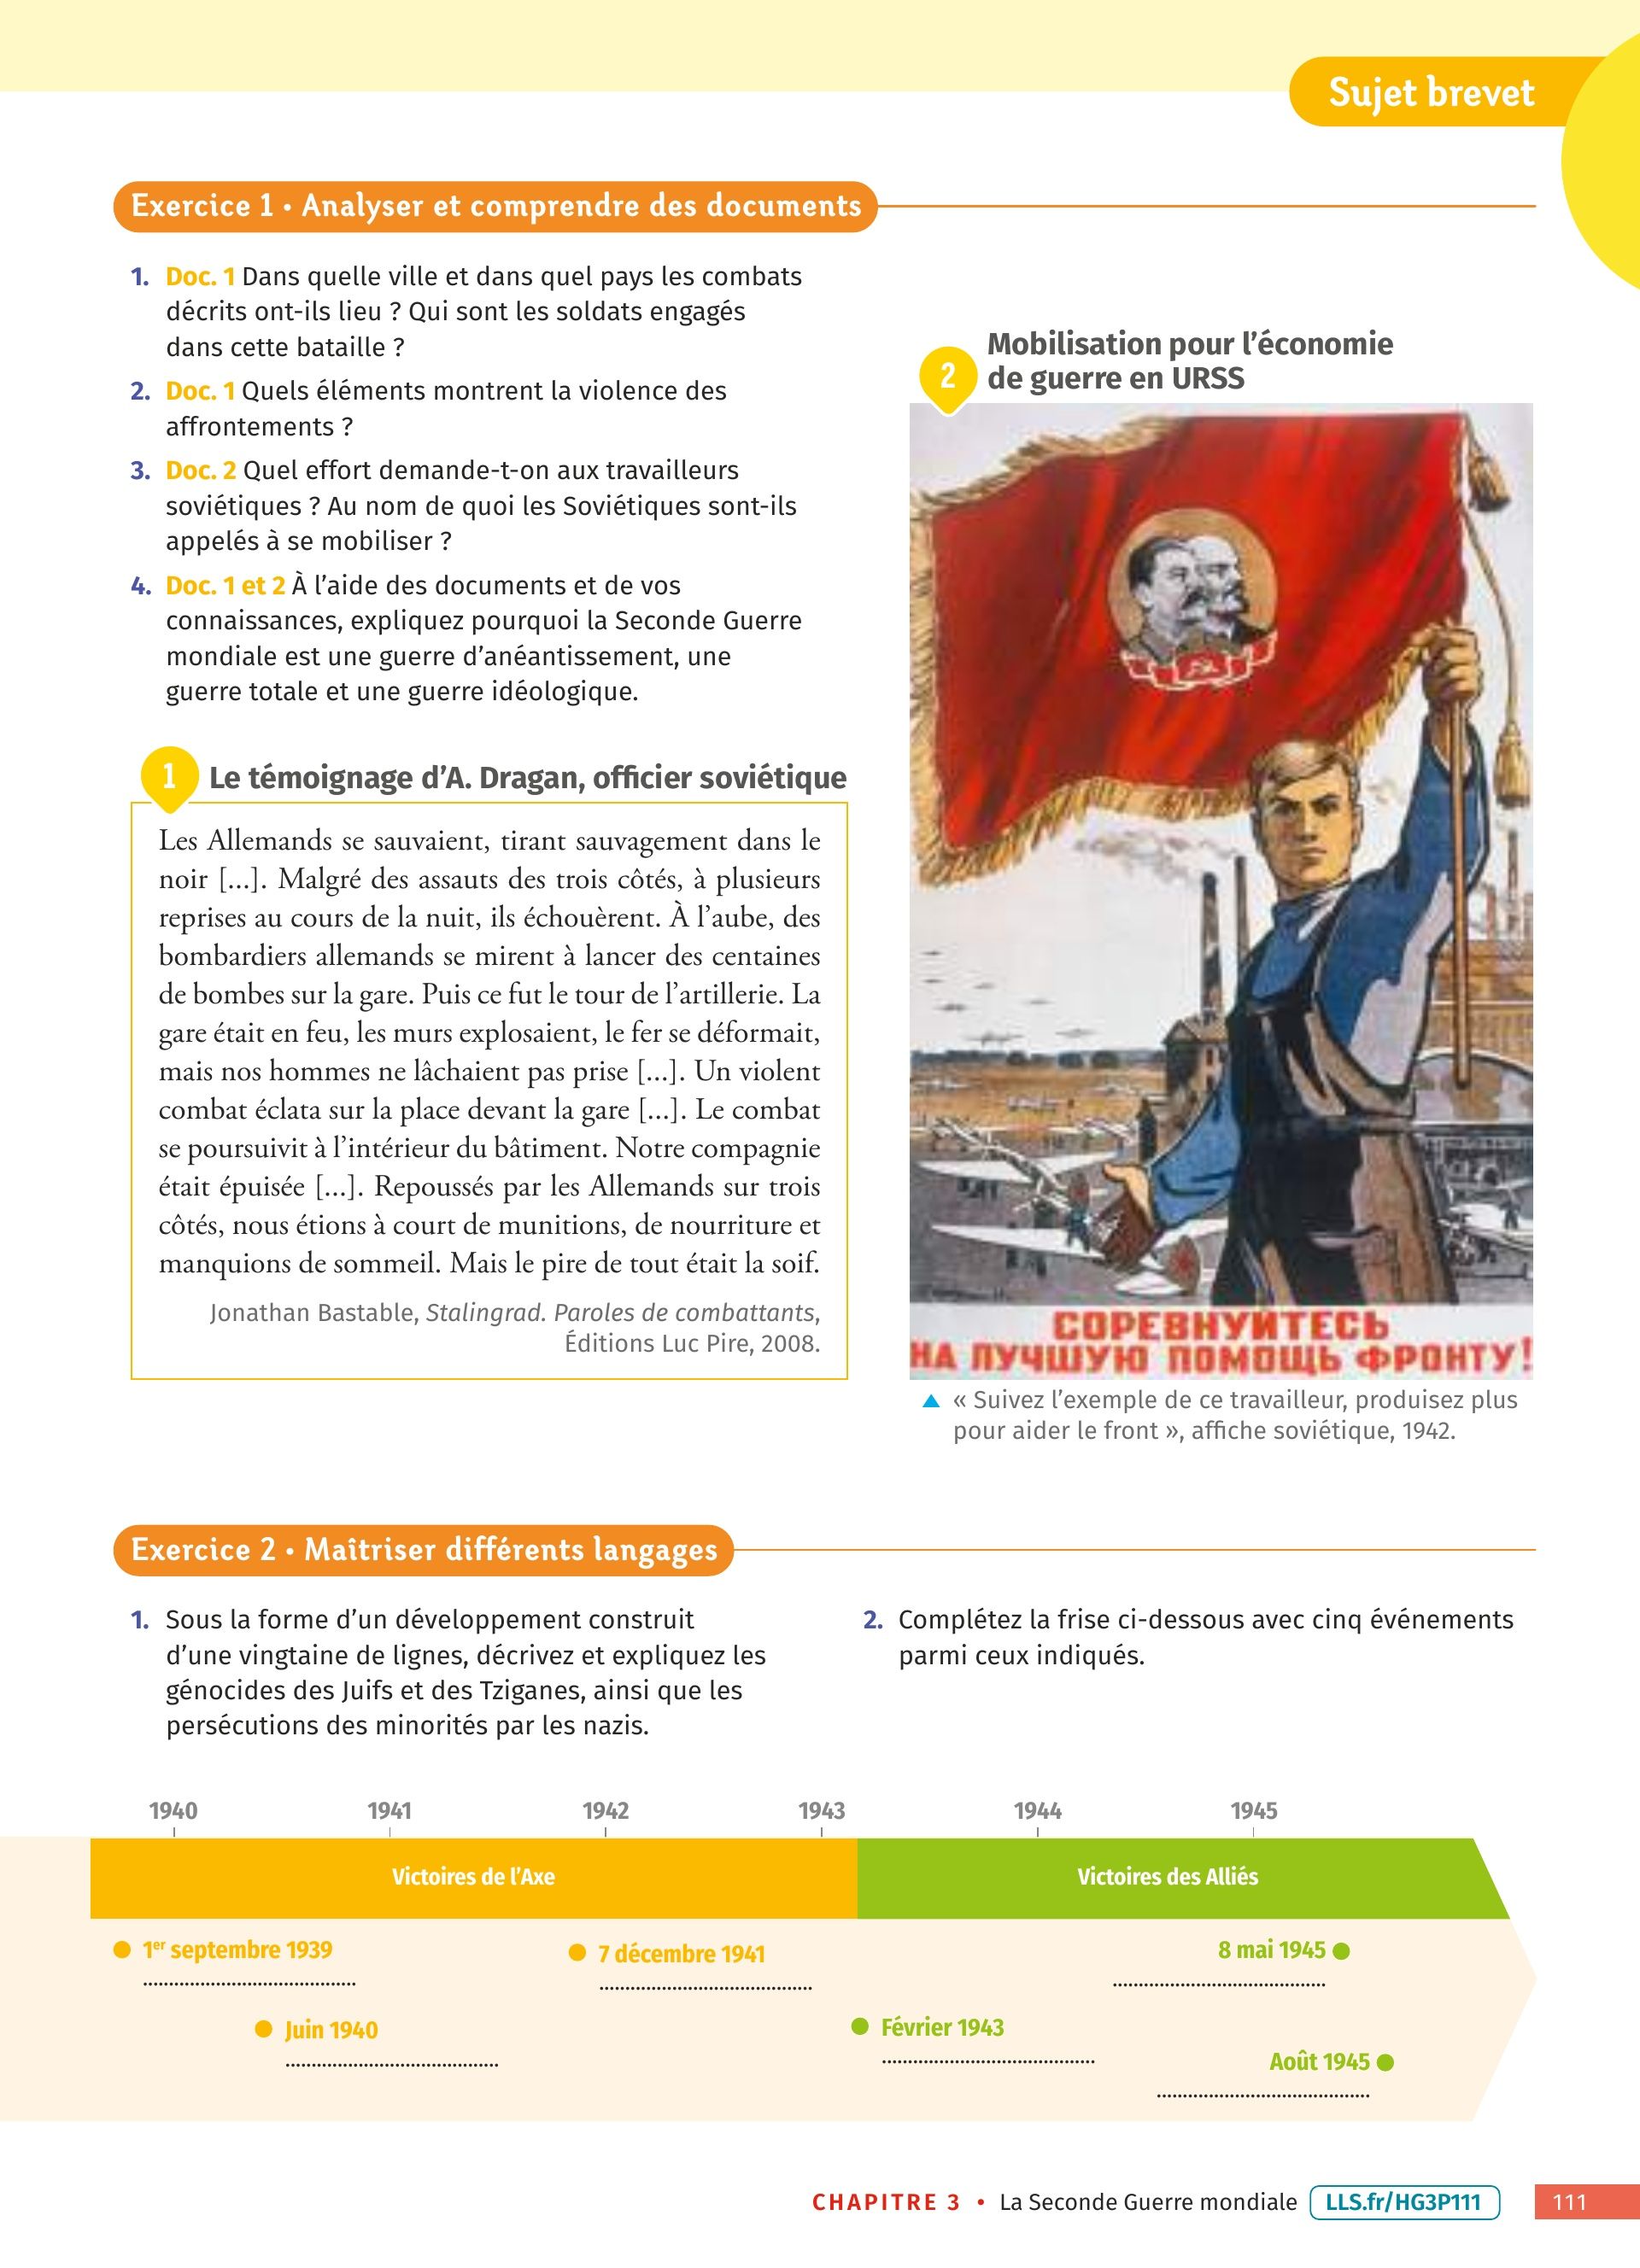 Sujet brevet
Exercice 1 • Analyser et comprendre des documents
1. Doc. 1 Dans quelle ville et dans quel pays les combats
décrits ont-ils lieu ? Qui sont les soldats engagés
dans cette bataille ?
2. Doc. 1 Quels éléments montrent la violence des
affrontements ?
3. Doc. 2 Quel effort demande-t-on aux travailleurs
soviétiques ? Au nom de quoi les Soviétiques sont-ils
appelés à se mobiliser ?
4. Doc. 1 et 2 À l’aide des documents et de vos
connaissances, expliquez pourquoi la Seconde Guerre
mondiale est une guerre d’anéantissement, une
guerre totale et une guerre idéologique.
1 Le témoignage d’A. Dragan, officier soviétique
Les Allemands se sauvaient, tirant sauvagement dans le
noir [...]. Malgré des assauts des trois côtés, à plusieurs
reprises au cours de la nuit, ils échouèrent. À l’aube, des
bombardiers allemands se mirent à lancer des centaines
de bombes sur la gare. Puis ce fut le tour de l’artillerie. La
gare était en feu, les murs explosaient, le fer se déformait,
mais nos hommes ne lâchaient pas prise [...]. Un violent
combat éclata sur la place devant la gare [...]. Le combat
se poursuivit à l’intérieur du bâtiment. Notre compagnie
était épuisée [...]. Repoussés par les Allemands sur trois
côtés, nous étions à court de munitions, de nourriture et
manquions de sommeil. Mais le pire de tout était la soif.
Jonathan Bastable, Stalingrad. Paroles de combattants,
Éditions Luc Pire, 2008.
2 Mobilisation pour l’économie
de guerre en URSS
СОРЕВНУЙТЕСЬ
НА ЛУЧШУЮ ПОМОЩЬ ФРОНТУ!
▲ « Suivez l’exemple de ce travailleur, produisez plus
pour aider le front », affiche soviétique, 1942.
Exercice 2 • Maîtriser différents langages
1. Sous la forme d’un développement construit
d’une vingtaine de lignes, décrivez et expliquez les
génocides des Juifs et des Tziganes, ainsi que les
persécutions des minorités par les nazis.
2. Complétez la frise ci-dessous avec cinq événements
parmi ceux indiqués.
1940 1941 1942 1943 1944 1945
Victoires de l’Axe Victoires des Alliés
1er septembre 1939
7 décembre 1941
8 mai 1945
Juin 1940
Février 1943
Août 1945
CHAPITRE 3 • La Seconde Guerre mondiale LLS.fr/HG3P111 111